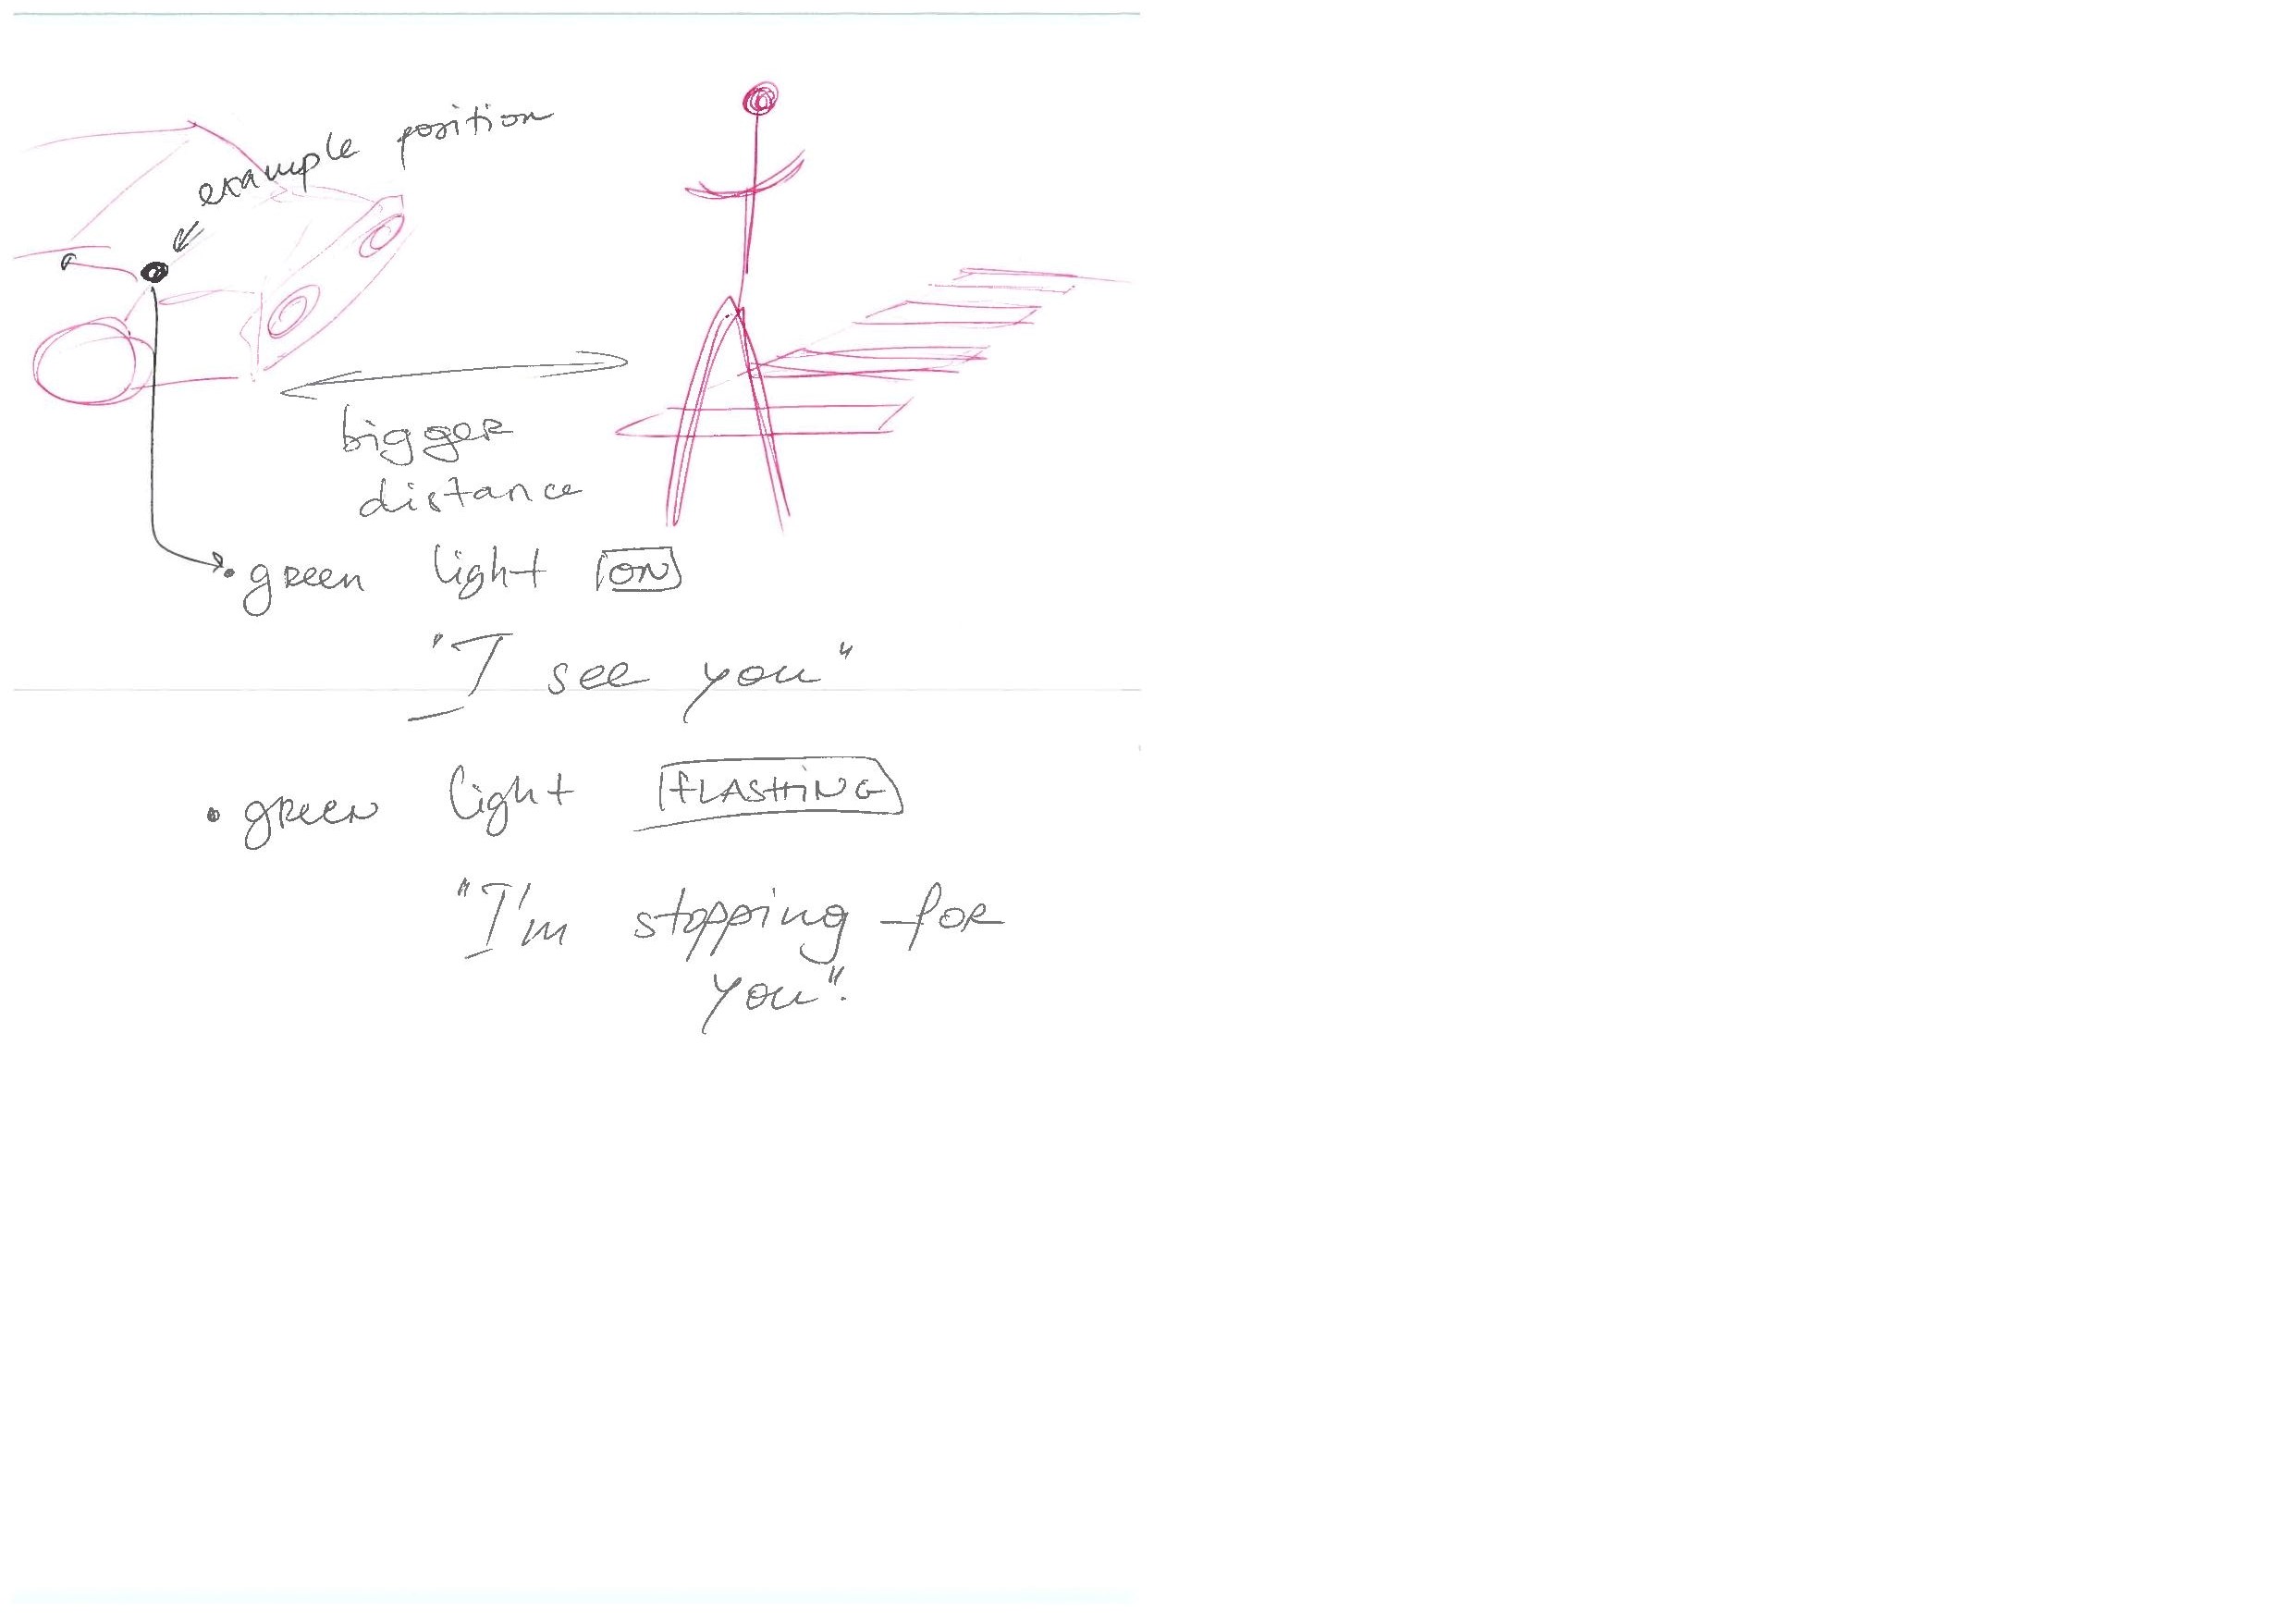 example position
bigger
distance
• green light ON
"I see you"
• green light FLASHING
"I'm stopping for
you".